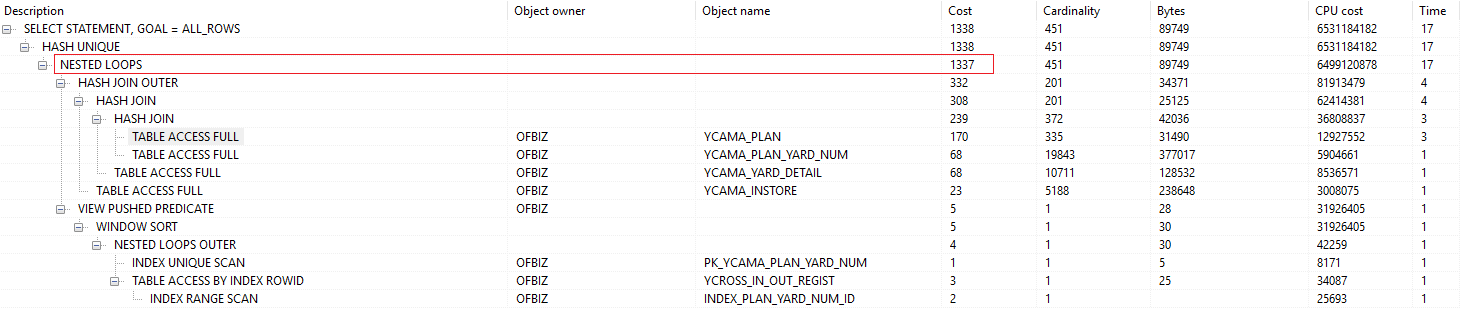 Description Object owner Object name Cost Cardinality Bytes CPU cost Time
SELECT STATEMENT, GOAL = ALL_ROWS 1338 451 89749 6531184182 17
HASH UNIQUE 1338 451 89749 6531184182 17
NESTED LOOPS 1337 451 89749 6499120878 17
HASH JOIN OUTER 332 201 34371 81913479 4
HASH JOIN 308 201 25125 62414381 4
HASH JOIN 239 372 42036 36808837 3
TABLE ACCESS FULL OFBIZ YCAMA_PLAN 170 335 31490 12927552 3
TABLE ACCESS FULL OFBIZ YCAMA_PLAN_YARD_NUM 68 19843 377017 5904661 1
TABLE ACCESS FULL OFBIZ YCAMA_YARD_DETAIL 68 10711 128532 8536571 1
TABLE ACCESS FULL OFBIZ YCAMA_INSTORE 23 5188 238648 3008075 1
VIEW PUSHED PREDICATE OFBIZ 5 1 28 31926405 1
WINDOW SORT 5 1 30 31926405 1
NESTED LOOPS OUTER 4 1 30 42259 1
INDEX UNIQUE SCAN OFBIZ PK_YCAMA_PLAN_YARD_NUM 1 1 5 8171 1
TABLE ACCESS BY INDEX ROWID OFBIZ YCROSS_IN_OUT_REGIST 3 1 25 34087 1
INDEX RANGE SCAN OFBIZ INDEX_PLAN_YARD_NUM_ID 2 1 25693 1